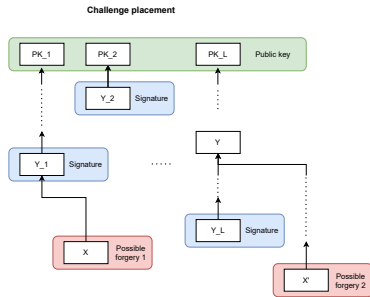 Challenge placement
PK_1
PK_2
PK_L
Public key
Y_2
Signature
Y_1
Signature
Y
Y_L
Signature
X
Possible
forgery 1
X'
Possible
forgery 2